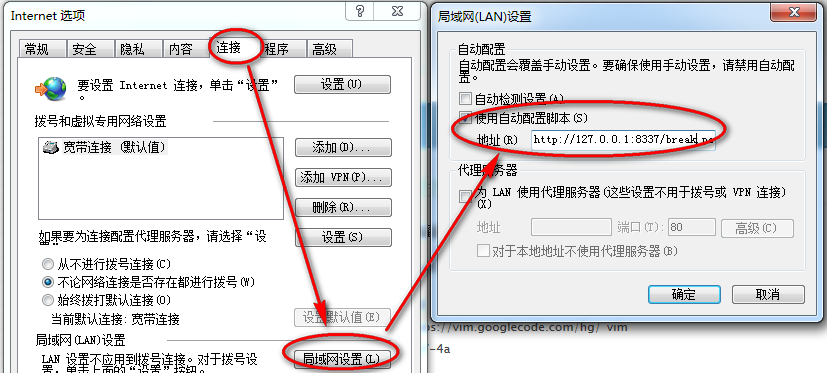 Internet 选项
常规
安全
隐私
内容
连接
程序
高级
要设置 Internet 连接，单击“设置”
。
设置(U)
拨号和虚拟专用网络设置
宽带连接 (默认值)
添加(D)...
添加 VPN(P)...
删除(R)...
如果要为连接配置代理服务器，请选择“设
设置(S)
从不进行拨号连接(C)
不论网络连接是否存在都进行拨号(W)
始终拨打默认连接(O)
当前默认连接: 宽带连接
设置默认值(E)
局域网(LAN)设置
LAN 设置不应用到拨号连接。对于拨号设
置，单击上面的“设置”按钮。
局域网设置(L)
局域网(LAN)设置
自动配置
自动配置会覆盖手动设置。要确保使用手动设置，请禁用自动配
置。
自动检测设置(A)
使用自动配置脚本(S)
地址(R)
http://127.0.0.1:8337/break.pa
代理服务器
为 LAN 使用代理服务器(这些设置不用于拨号或 VPN 连接)
(X)
地址
端口(T):
80
高级(C)
对于本地地址不使用代理服务器(B)
确定
取消
ps://vim.googlecode.com/hg/ vim
-4a